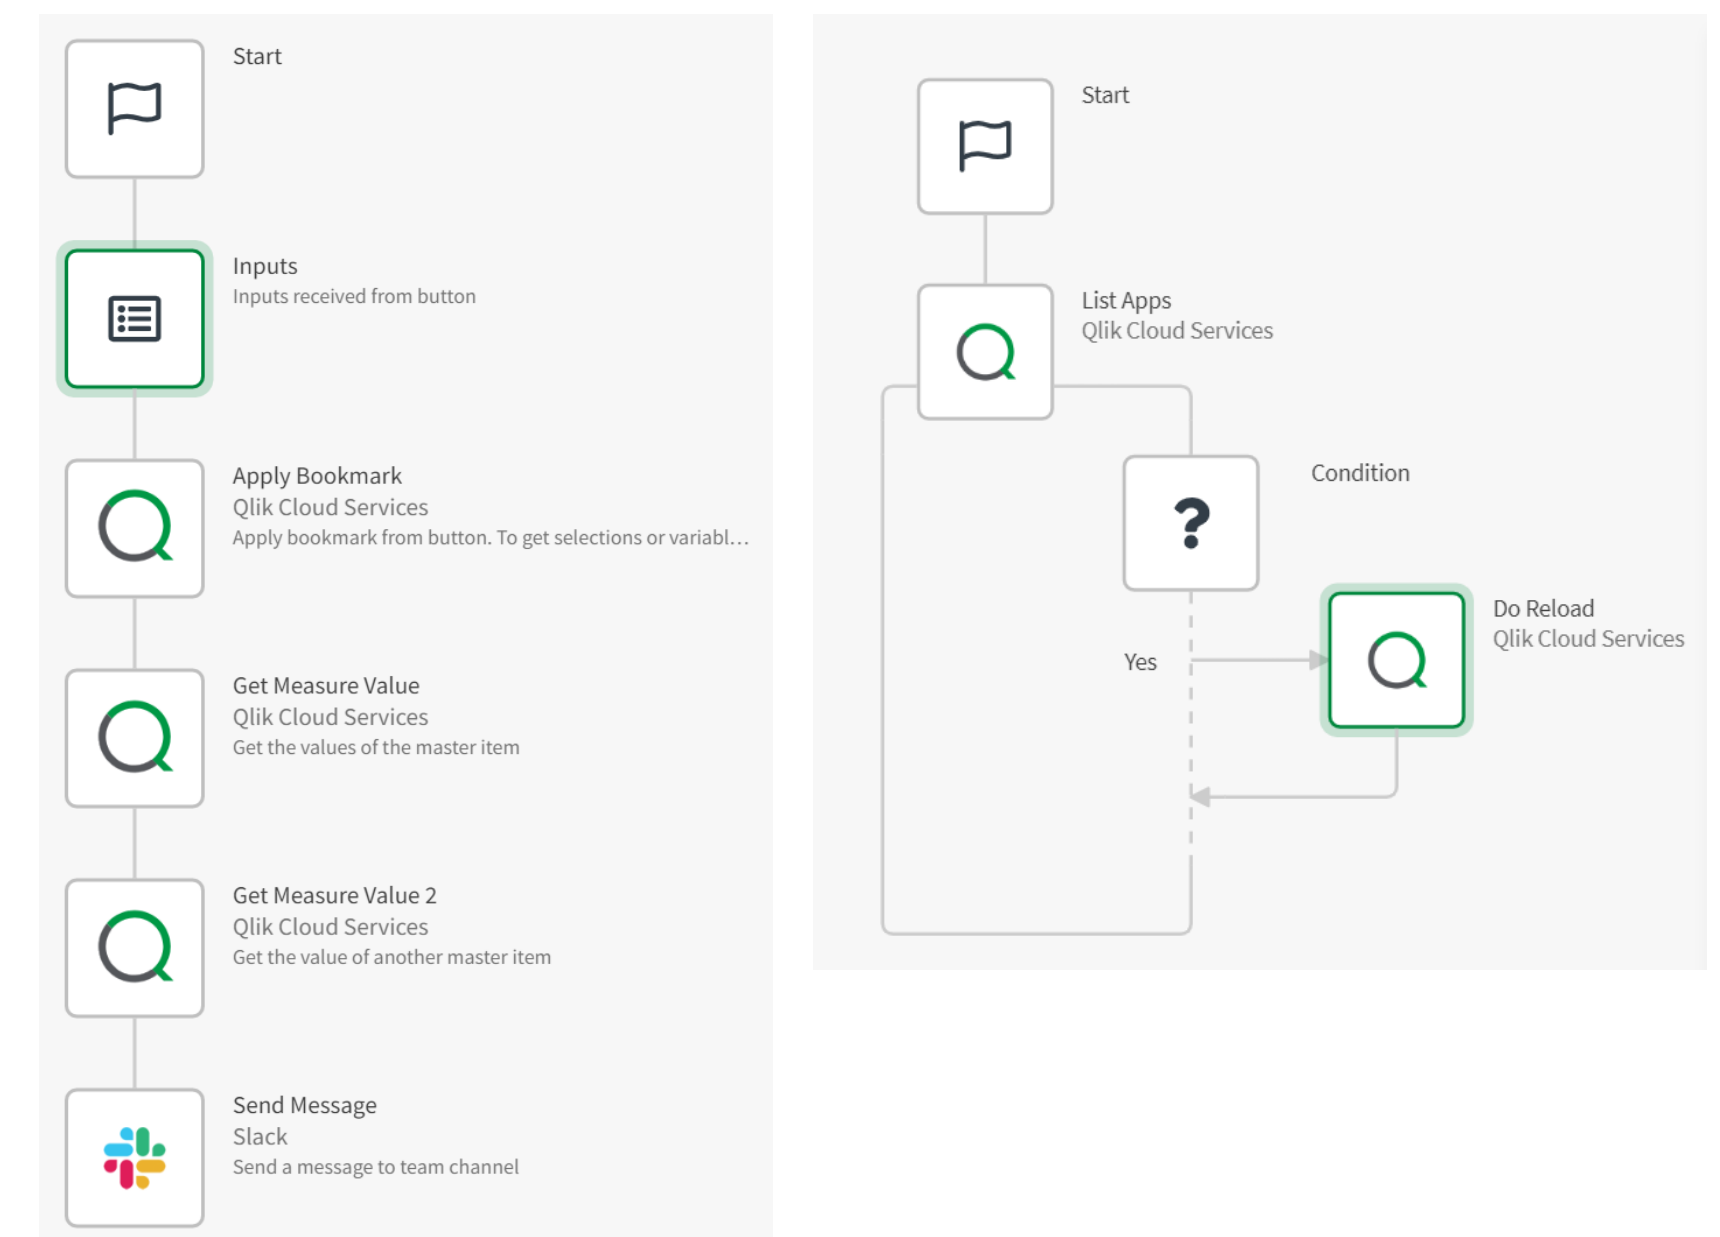 Start
Inputs
Inputs received from button
Apply Bookmark
Qlik Cloud Services
Apply bookmark from button. To get selections or variabl...
Get Measure Value
Qlik Cloud Services
Get the values of the master item
Get Measure Value 2
Qlik Cloud Services
Get the value of another master item
Send Message
Slack
Send a message to team channel
Start
List Apps
Qlik Cloud Services
Condition
?
Do Reload
Qlik Cloud Services
Yes